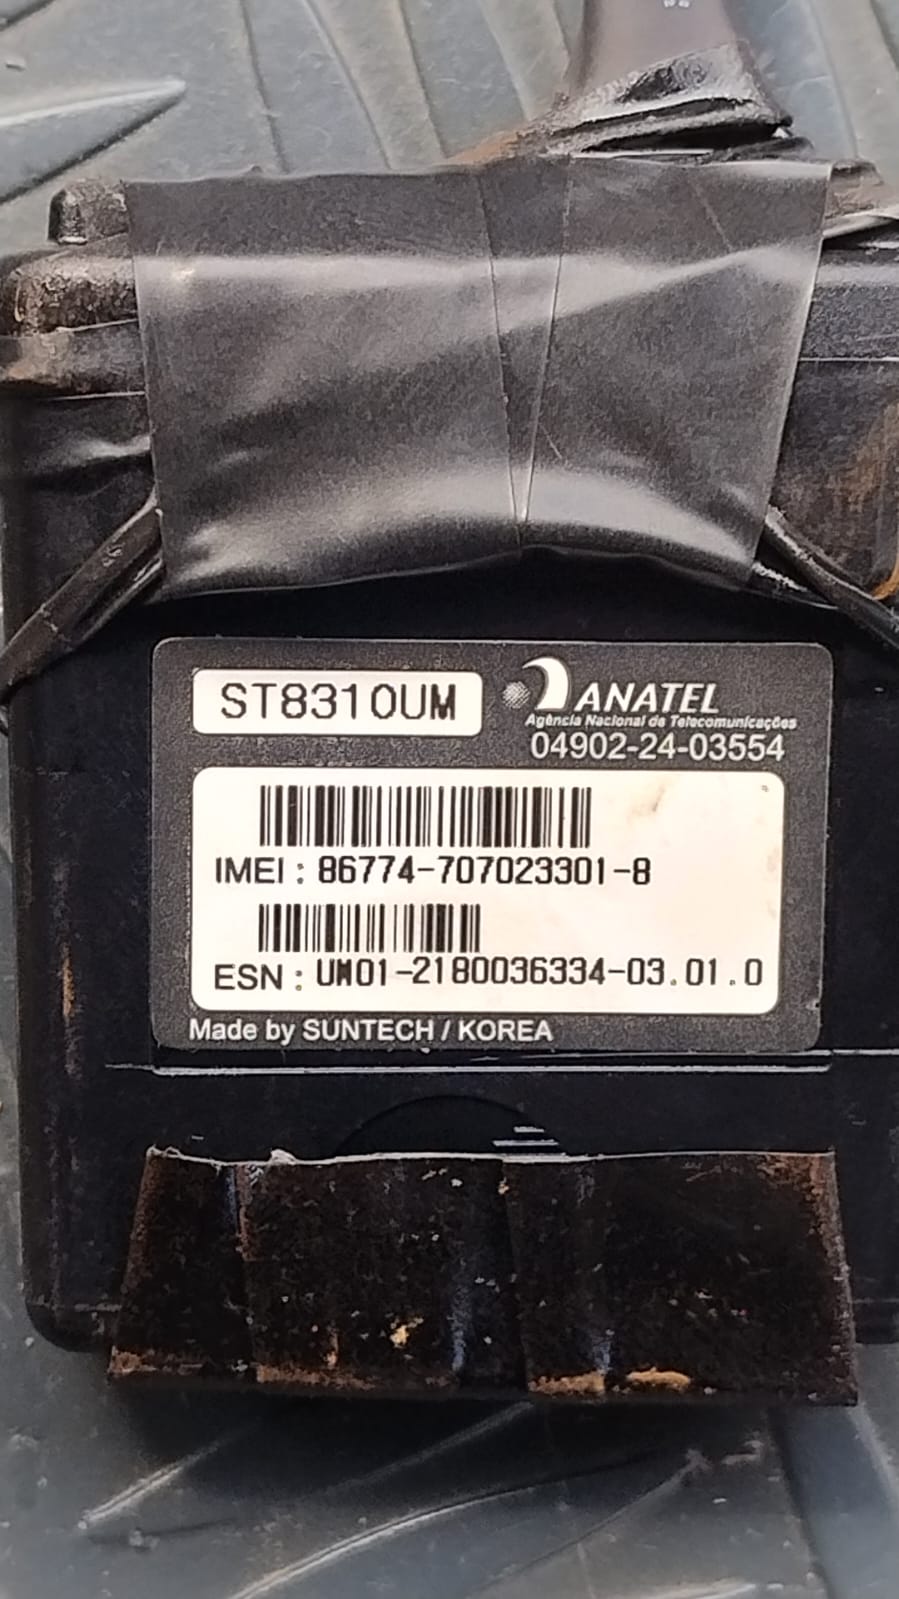 ST8310UM
ANATEL
Agência Nacional de Telecomunicações
04902-24-03554
IMEI : 86774-707023301-8
ESN : UM01-2180036334-03.01.0
Made by SUNTECH / KOREA